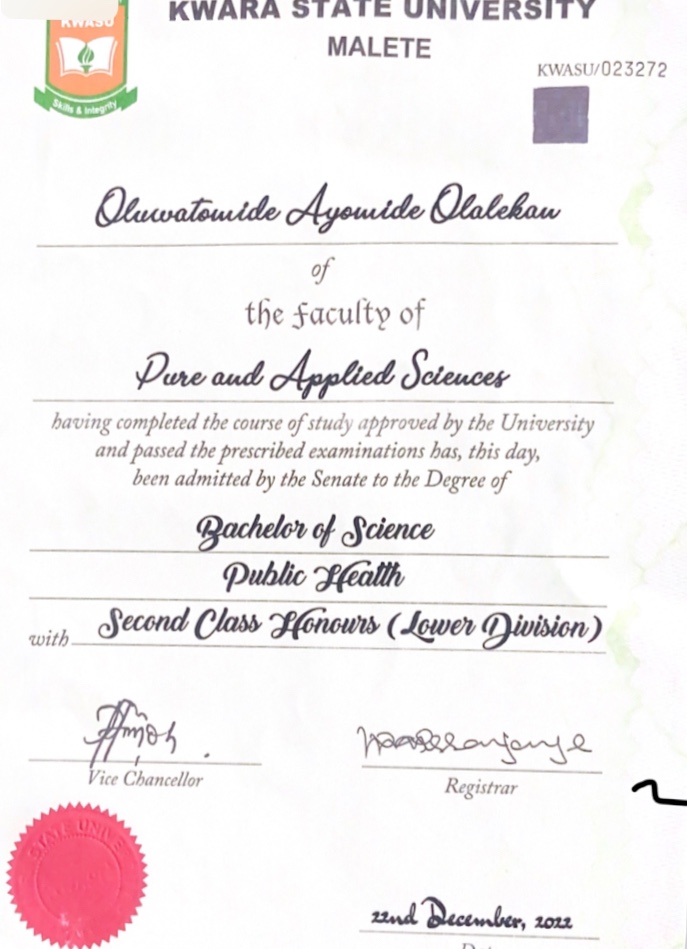 KWARA STATE UNIVERSITY
MALETE
KWASU
Skills & Integrity
KWASU/023272
Oluwatomide Ayomide Olalekan
of
the Faculty of
Pure and Applied Sciences
having completed the course of study approved by the University
and passed the prescribed examinations has, this day,
been admitted by the Senate to the Degree of
Bachelor of Science
Public Health
with Second Class Honours (Lower Division)
Vice Chancellor
Registrar
STATE UNIVE
22nd December, 2022